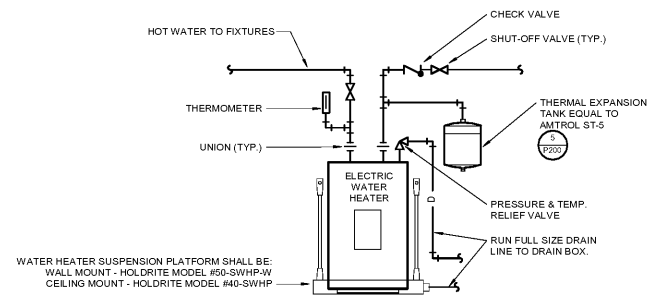 CHECK VALVE
HOT WATER TO FIXTURES
SHUT-OFF VALVE (TYP.)
THERMOMETER
THERMAL EXPANSION
TANK EQUAL TO
AMTROL ST-5
5
P200
UNION (TYP.)
ELECTRIC
WATER
HEATER
D
PRESSURE & TEMP.
RELIEF VALVE
RUN FULL SIZE DRAIN
LINE TO DRAIN BOX.
WATER HEATER SUSPENSION PLATFORM SHALL BE:
WALL MOUNT - HOLDRITE MODEL #50-SWHP-W
CEILING MOUNT - HOLDRITE MODEL #40-SWHP